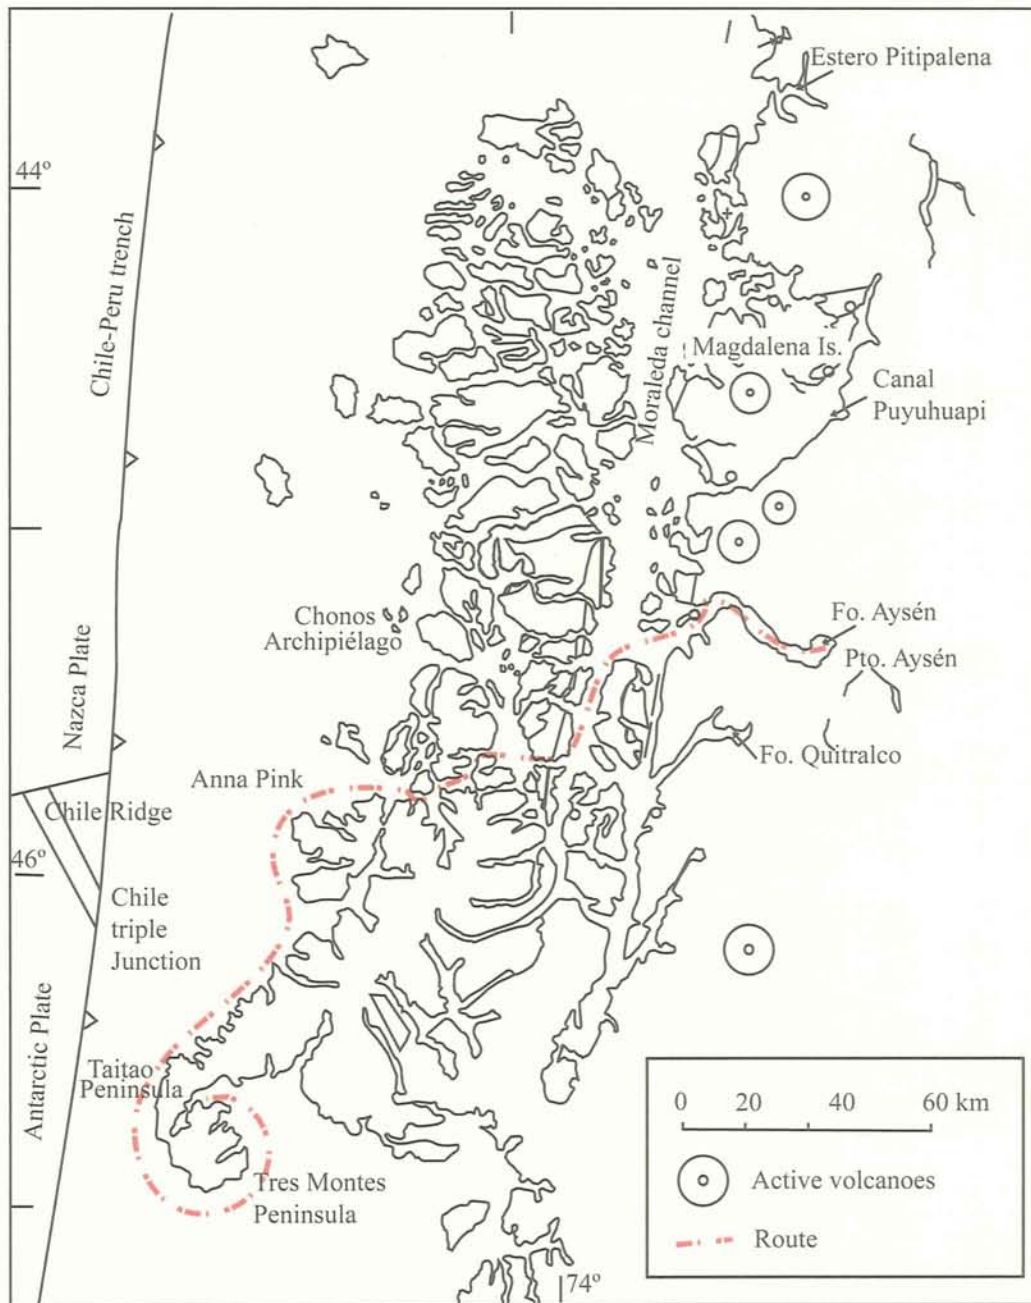 Estero Pitipalena
44º
Chile-Peru trench
Moraleda channel
Magdalena Is.
Canal
Puyuhuapi
Chonos
Archipiélago
Fo. Aysén
Pto. Aysén
Nazca Plate
Fo. Quitralco
Anna Pink
Chile Ridge
46º
Chile
triple
Junction
Antarctic Plate
Taitao
Peninsula
Tres Montes
Peninsula
0 20 40 60 km
Active volcanoes
Route
74º